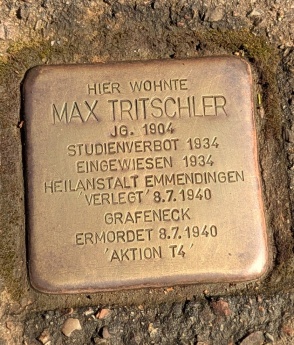 HIER WOHNTE
MAX TRITSCHLER
JG. 1904
STUDIENVERBOT 1934
EINGEWIESEN 1934
HEILANSTALT EMMENDINGEN
'VERLEGT' 8.7.1940
GRAFENECK
ERMORDET 8.7.1940
'AKTION T4'